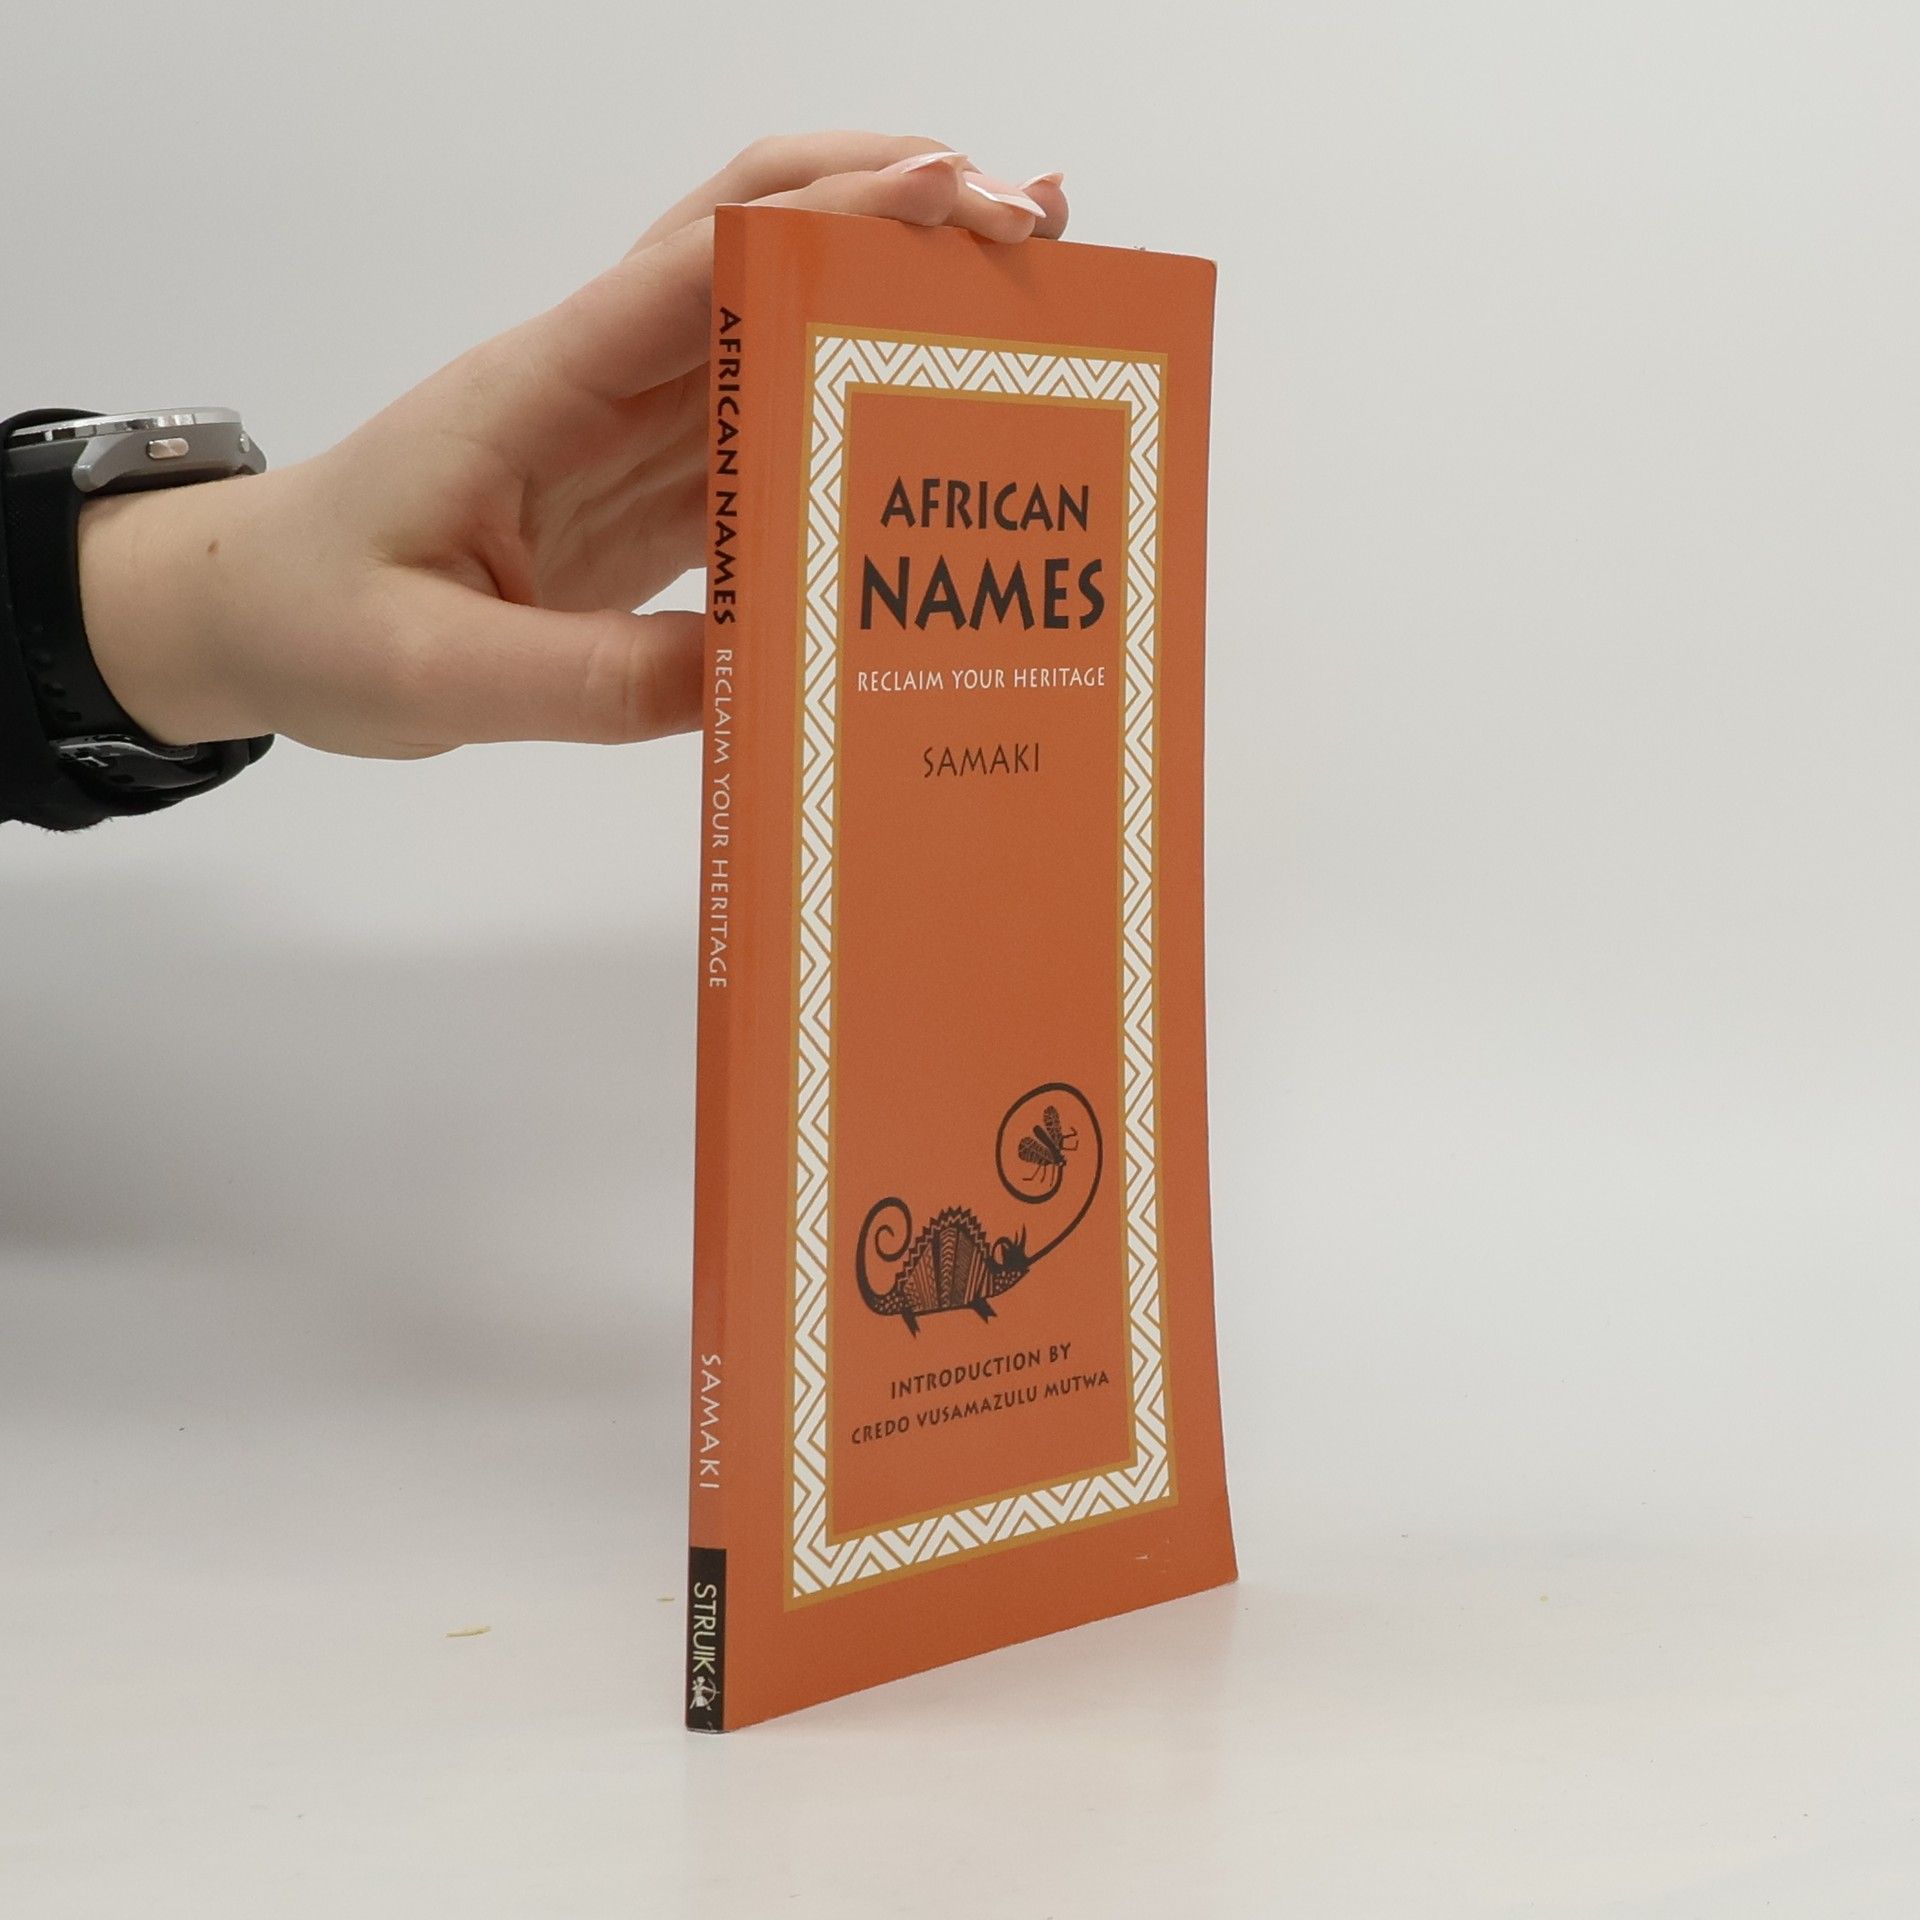 AFRICAN NAMES RECLAIM YOUR HERITAGE SAMAKI STRUIK
AFRICAN
NAMES
RECLAIM YOUR HERITAGE
SAMAKI
INTRODUCTION BY
CREDO VUSAMAZULU MUTWA